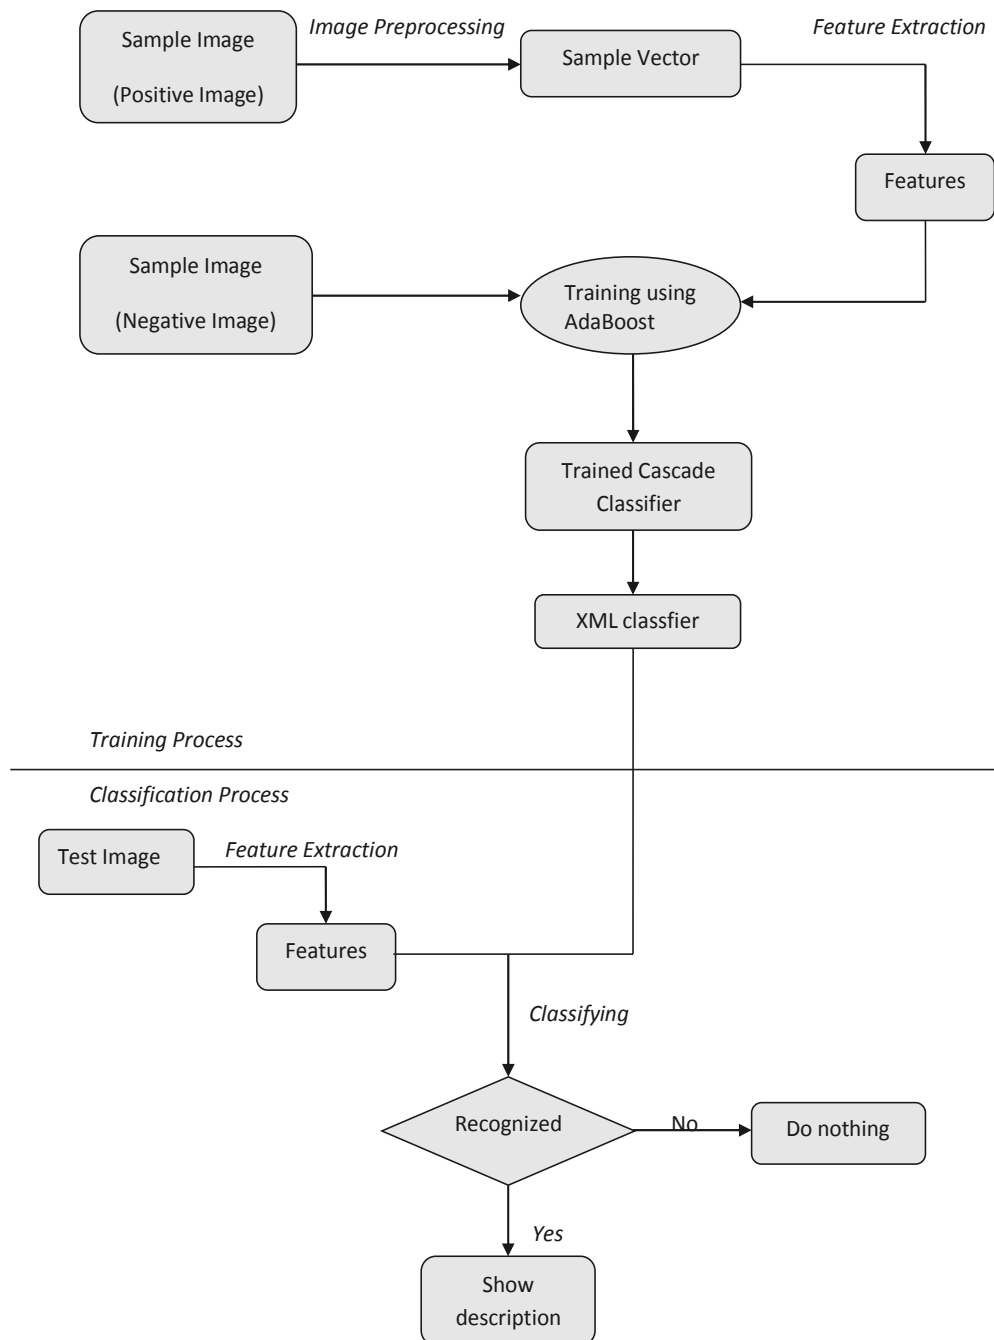 Sample Image
(Positive Image)
Image Preprocessing
Sample Vector
Feature Extraction
Features
Sample Image
(Negative Image)
Training using
AdaBoost
Trained Cascade
Classifier
XML classfier
Training Process
Classification Process
Test Image
Feature Extraction
Features
Classifying
Recognized
No
Do nothing
Yes
Show
description